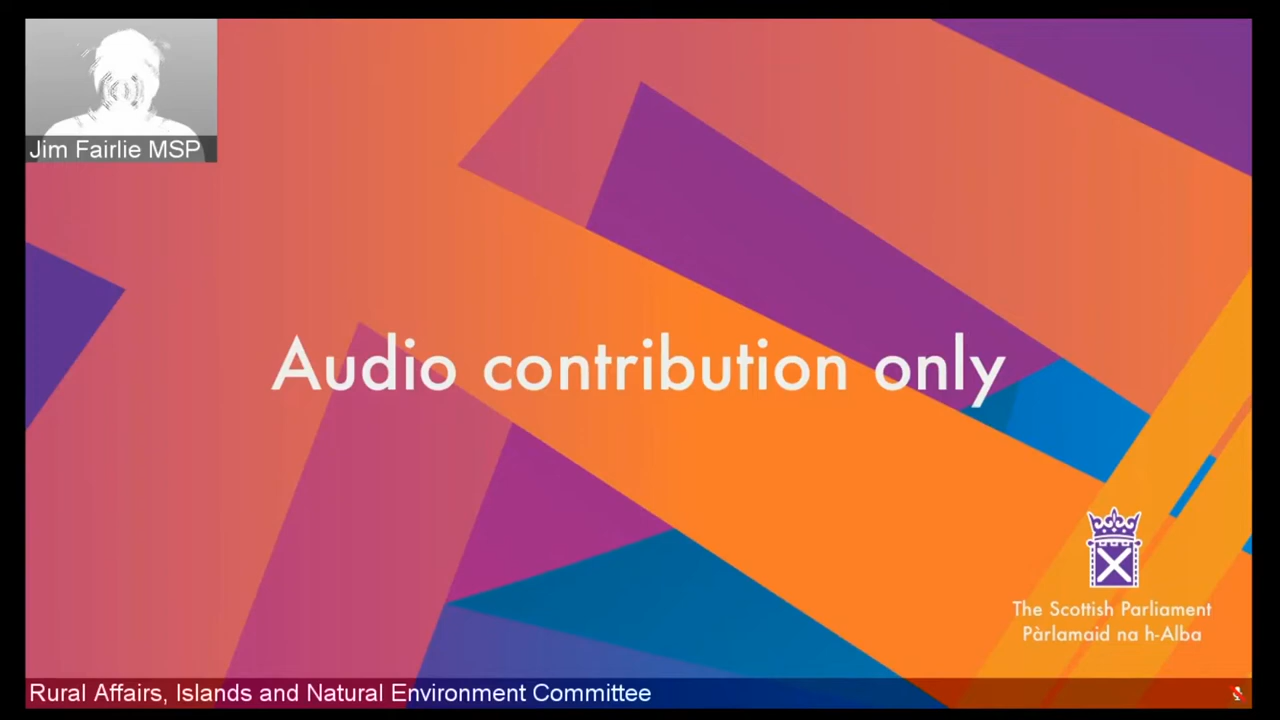 Jim Fairlie MSP
Audio contribution only
The Scottish Parliament
Pàrlamaid na h-Alba
Rural Affairs, Islands and Natural Environment Committee